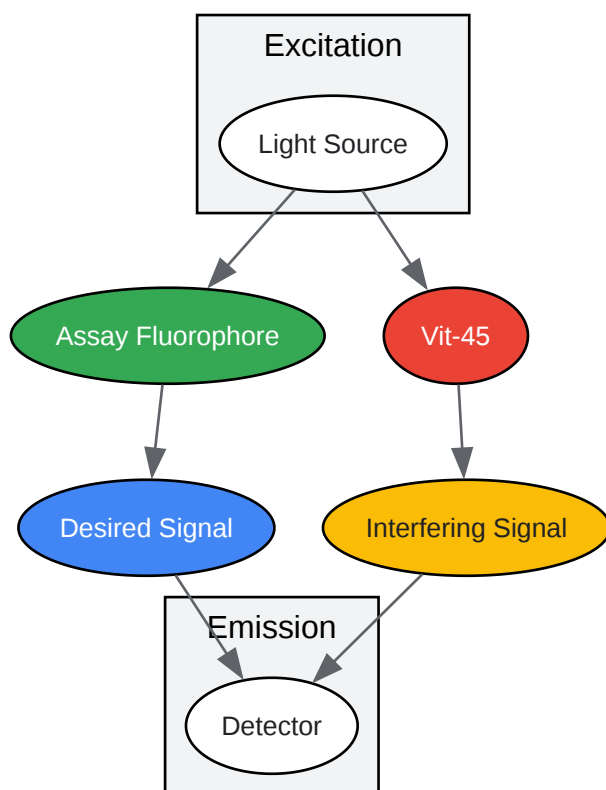 Excitation
Light Source
Assay Fluorophore
Vit-45
Desired Signal
Interfering Signal
Emission
Detector